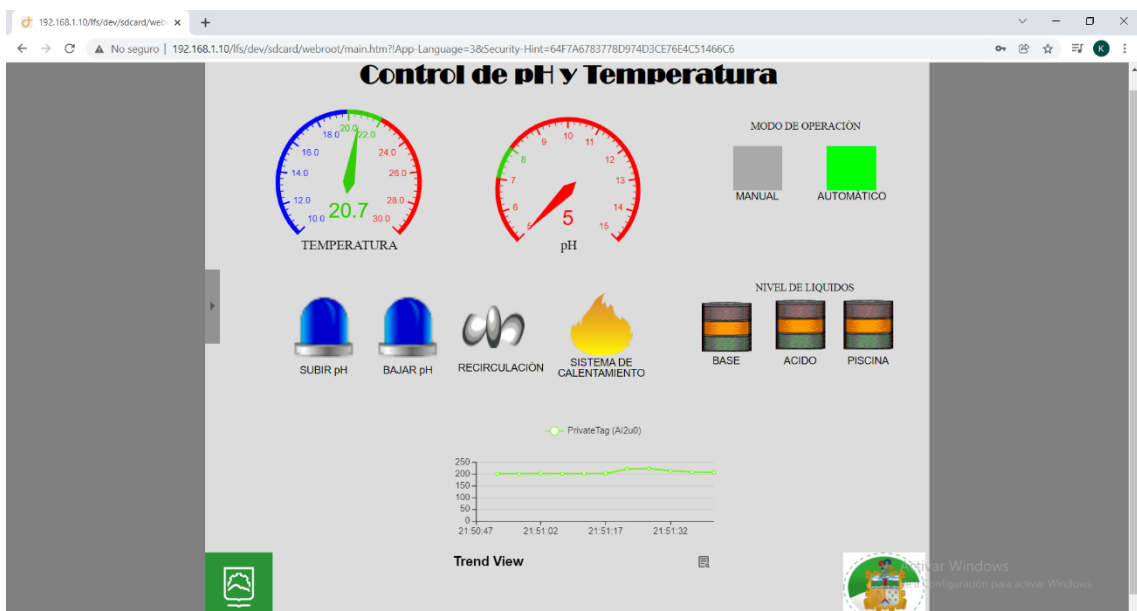 192.168.1.10/lfs/dev/sdcard/web
No seguro | 192.168.1.10/lfs/dev/sdcard/webroot/main.htm?!App-Language=3&Security-Hint=64F7A6783778D974D3CE76E4C51466C6
K
Control de pH y Temperatura
10.0
12.0
14.0
16.0
18.0
20.0
22.0
24.0
26.0
28.0
30.0
20.7
TEMPERATURA
5
6
7
8
9
10
11
12
13
14
15
5
pH
MODO DE OPERACIÓN
MANUAL
AUTOMÁTICO
SUBIR pH
BAJAR pH
RECIRCULACIÓN
SISTEMA DE
CALENTAMIENTO
NIVEL DE LIQUIDOS
BASE
ACIDO
PISCINA
PrivateTag (AI2u0)
250
200
150
100
50
0
21:50:47
21:51:02
21:51:17
21:51:32
Trend View
Activar Windows
configuración para activar Windows.